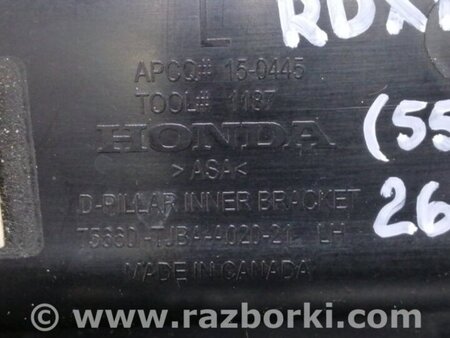 L
RDX
APCQ# 15-0445
TOOL# 1187
HONDA
(55
>ASA<
D-PILLAR INNER BRACKET
26
LH
MADE IN CANADA
© www.razborki.com